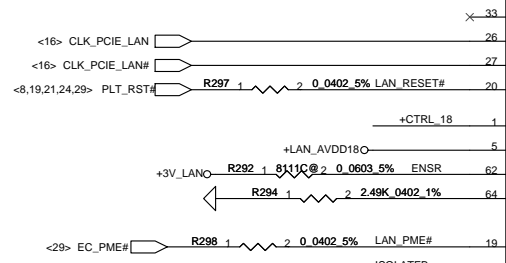 33
<16> CLK_PCIE_LAN 26
<16> CLK_PCIE_LAN# 27
<8,19,21,24,29> PLT_RST# R297 1 2 0_0402_5% LAN_RESET# 20
+CTRL_18 1
+LAN_AVDD18 5
+3V_LAN R292 1 8111C@ 2 0_0603_5% ENSR 62
R294 1 2 2.49K_0402_1% 64
<29> EC_PME# R298 1 2 0_0402_5% LAN_PME# 19